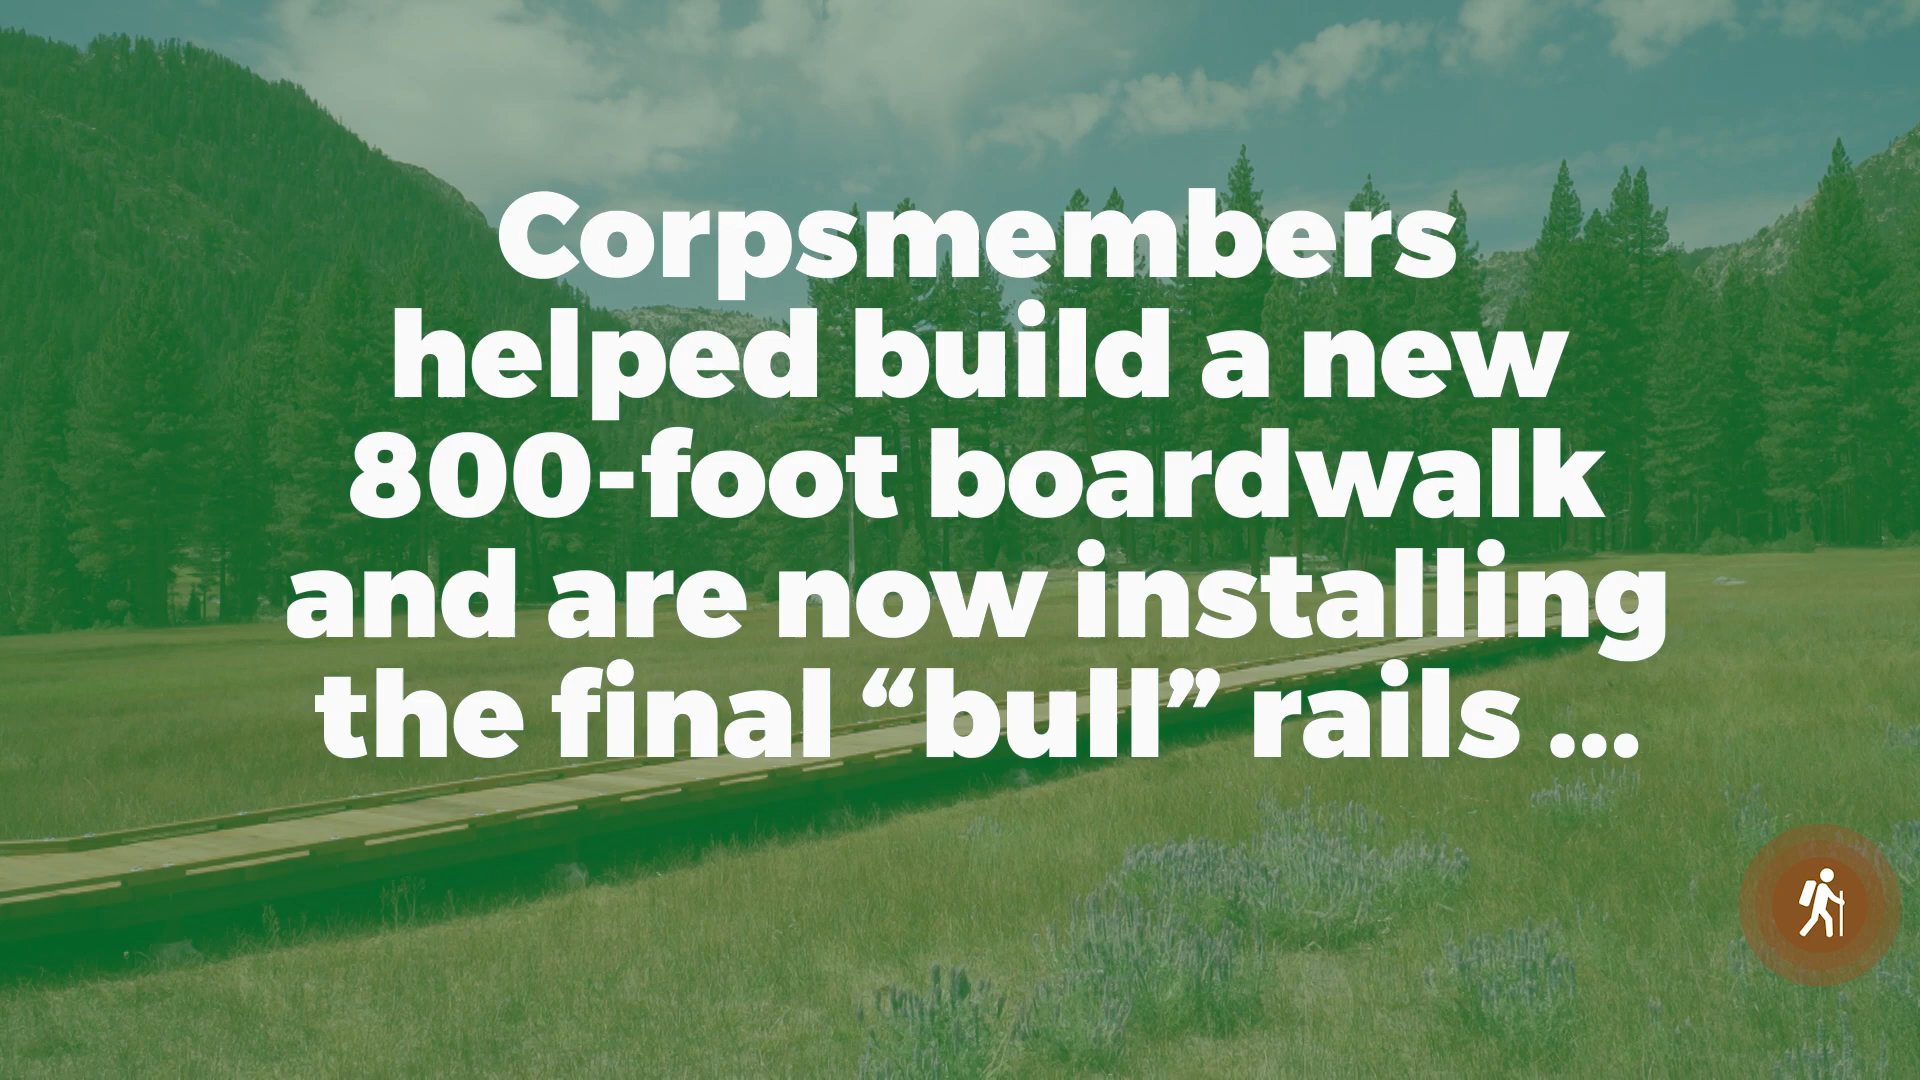 Corpsmembers
helped build a new
800-foot boardwalk
and are now installing
the final “bull” rails ...